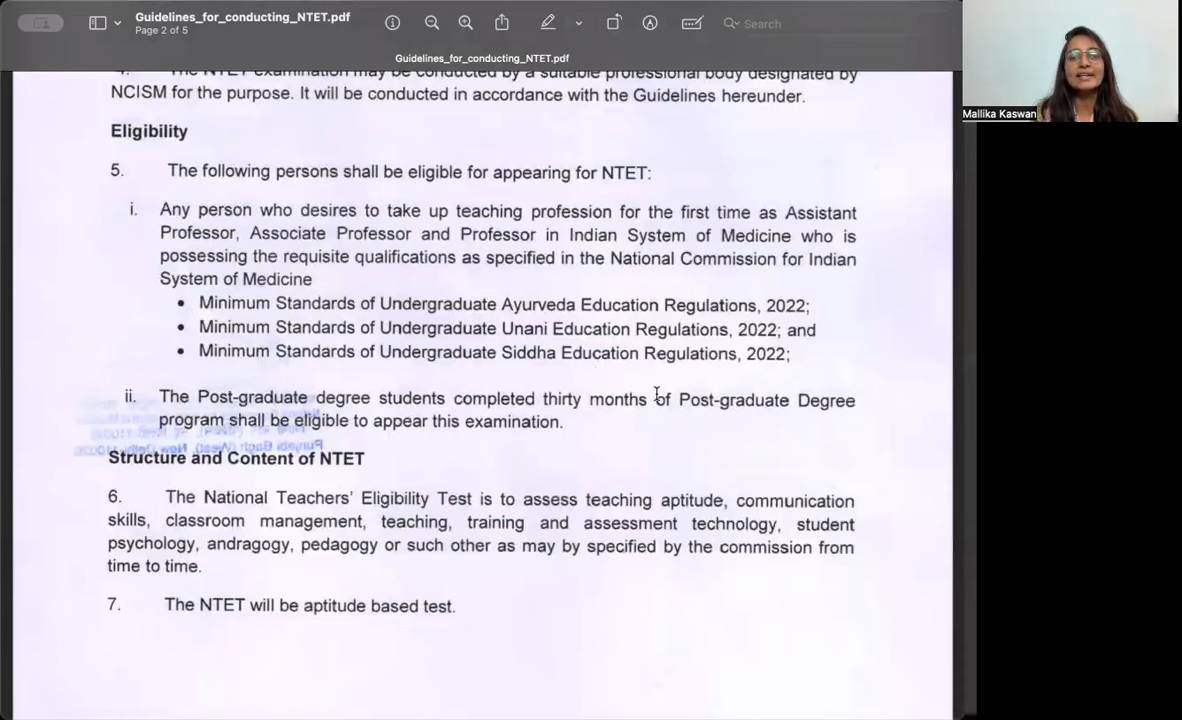 Guidelines_for_conducting_NTET.pdf
Page 2 of 5
Search
Guidelines_for_conducting_NTET.pdf
4. The NTET examination may be conducted by a suitable professional body designated by
NCISM for the purpose. It will be conducted in accordance with the Guidelines hereunder.
Eligibility
5. The following persons shall be eligible for appearing for NTET:
i. Any person who desires to take up teaching profession for the first time as Assistant
Professor, Associate Professor and Professor in Indian System of Medicine who is
possessing the requisite qualifications as specified in the National Commission for Indian
System of Medicine
• Minimum Standards of Undergraduate Ayurveda Education Regulations, 2022;
• Minimum Standards of Undergraduate Unani Education Regulations, 2022; and
• Minimum Standards of Undergraduate Siddha Education Regulations, 2022;
ii. The Post-graduate degree students completed thirty months of Post-graduate Degree
program shall be eligible to appear this examination.
Structure and Content of NTET
6. The National Teachers' Eligibility Test is to assess teaching aptitude, communication
skills, classroom management, teaching, training and assessment technology, student
psychology, andragogy, pedagogy or such other as may by specified by the commission from
time to time.
7. The NTET will be aptitude based test.
Mallika Kaswan